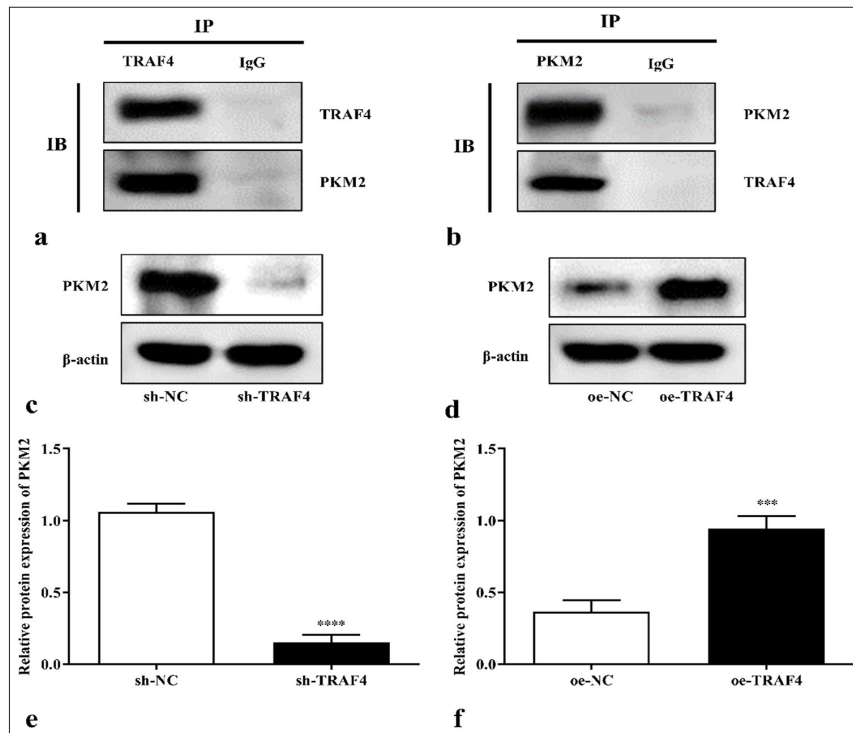 IP
TRAF4 IgG
IB
TRAF4
PKM2
a
IP
PKM2 IgG
IB
PKM2
TRAF4
b
PKM2
β-actin
sh-NC sh-TRAF4
c
PKM2
β-actin
oe-NC oe-TRAF4
d
Relative protein expression of PKM2
1.5
1.0
0.5
0.0
****
sh-NC sh-TRAF4
e
Relative protein expression of PKM2
1.5
1.0
0.5
0.0
***
oe-NC oe-TRAF4
f